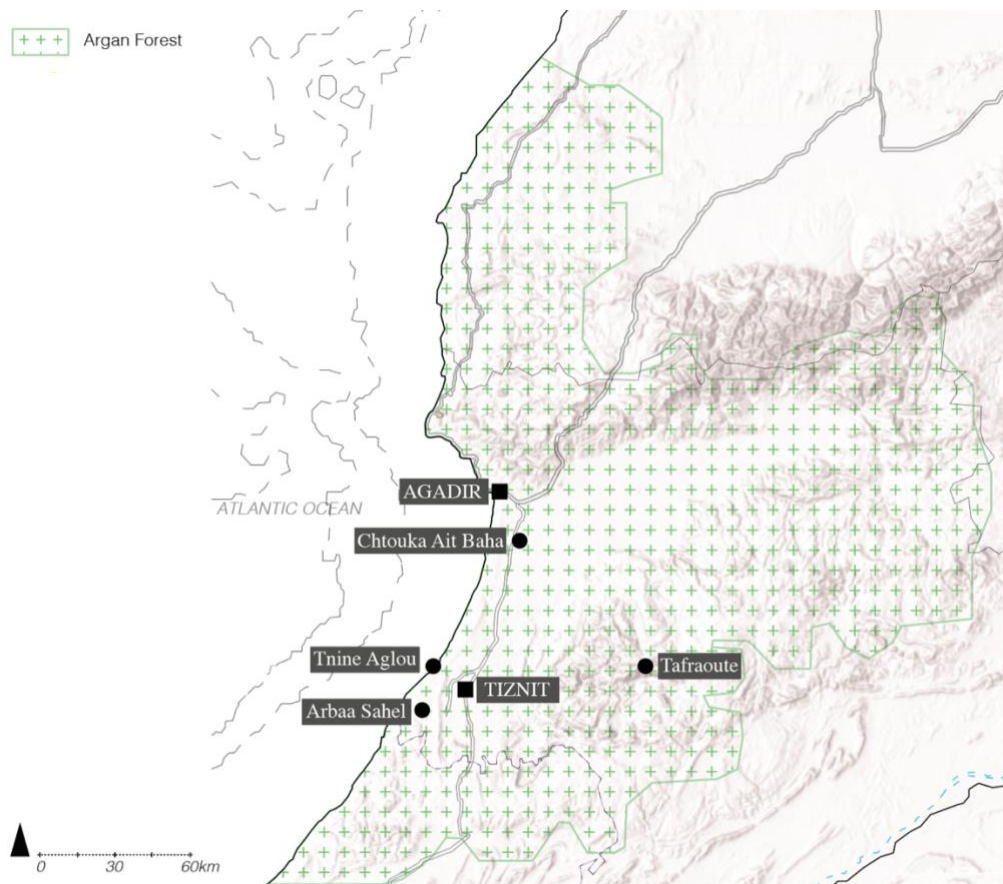 Argan Forest
AGADIR
ATLANTIC OCEAN
Chtouka Ait Baha
Tnine Aglou
Tafraoute
TIZNIT
Arbaa Sahel
0 30 60km